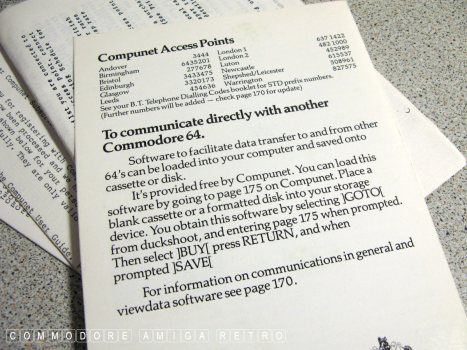 Compunet Access Points
Andover 3444 London 1 637 1422
Birmingham 6435201 London 2 482 1000
Bristol 277678 Luton 452989
Edinburgh 3433475 Newcastle 615537
Glasgow 3320173 Shepshed/Leicester 508961
Leeds 454636 Warrington 827575
See your B.T. Telephone Dialling Codes booklet for STD prefix numbers.
(Further numbers will be added — check page 170 for update)
To communicate directly with another
Commodore 64.
Software to facilitate data transfer to and from other
64's can be loaded into your computer and saved onto
cassette or disk.
It's provided free by Compunet. You can load this
software by going to page 175 on Compunet. Place a
blank cassette or a formatted disk into your storage
device. You obtain this software by selecting ]GOTO[
from duckshoot, and entering page 175 when prompted.
Then select ]BUY[ press RETURN, and when
prompted ]SAVE[
For information on communications in general and
viewdata software see page 170.
COMMODORE AMIGA RETRO